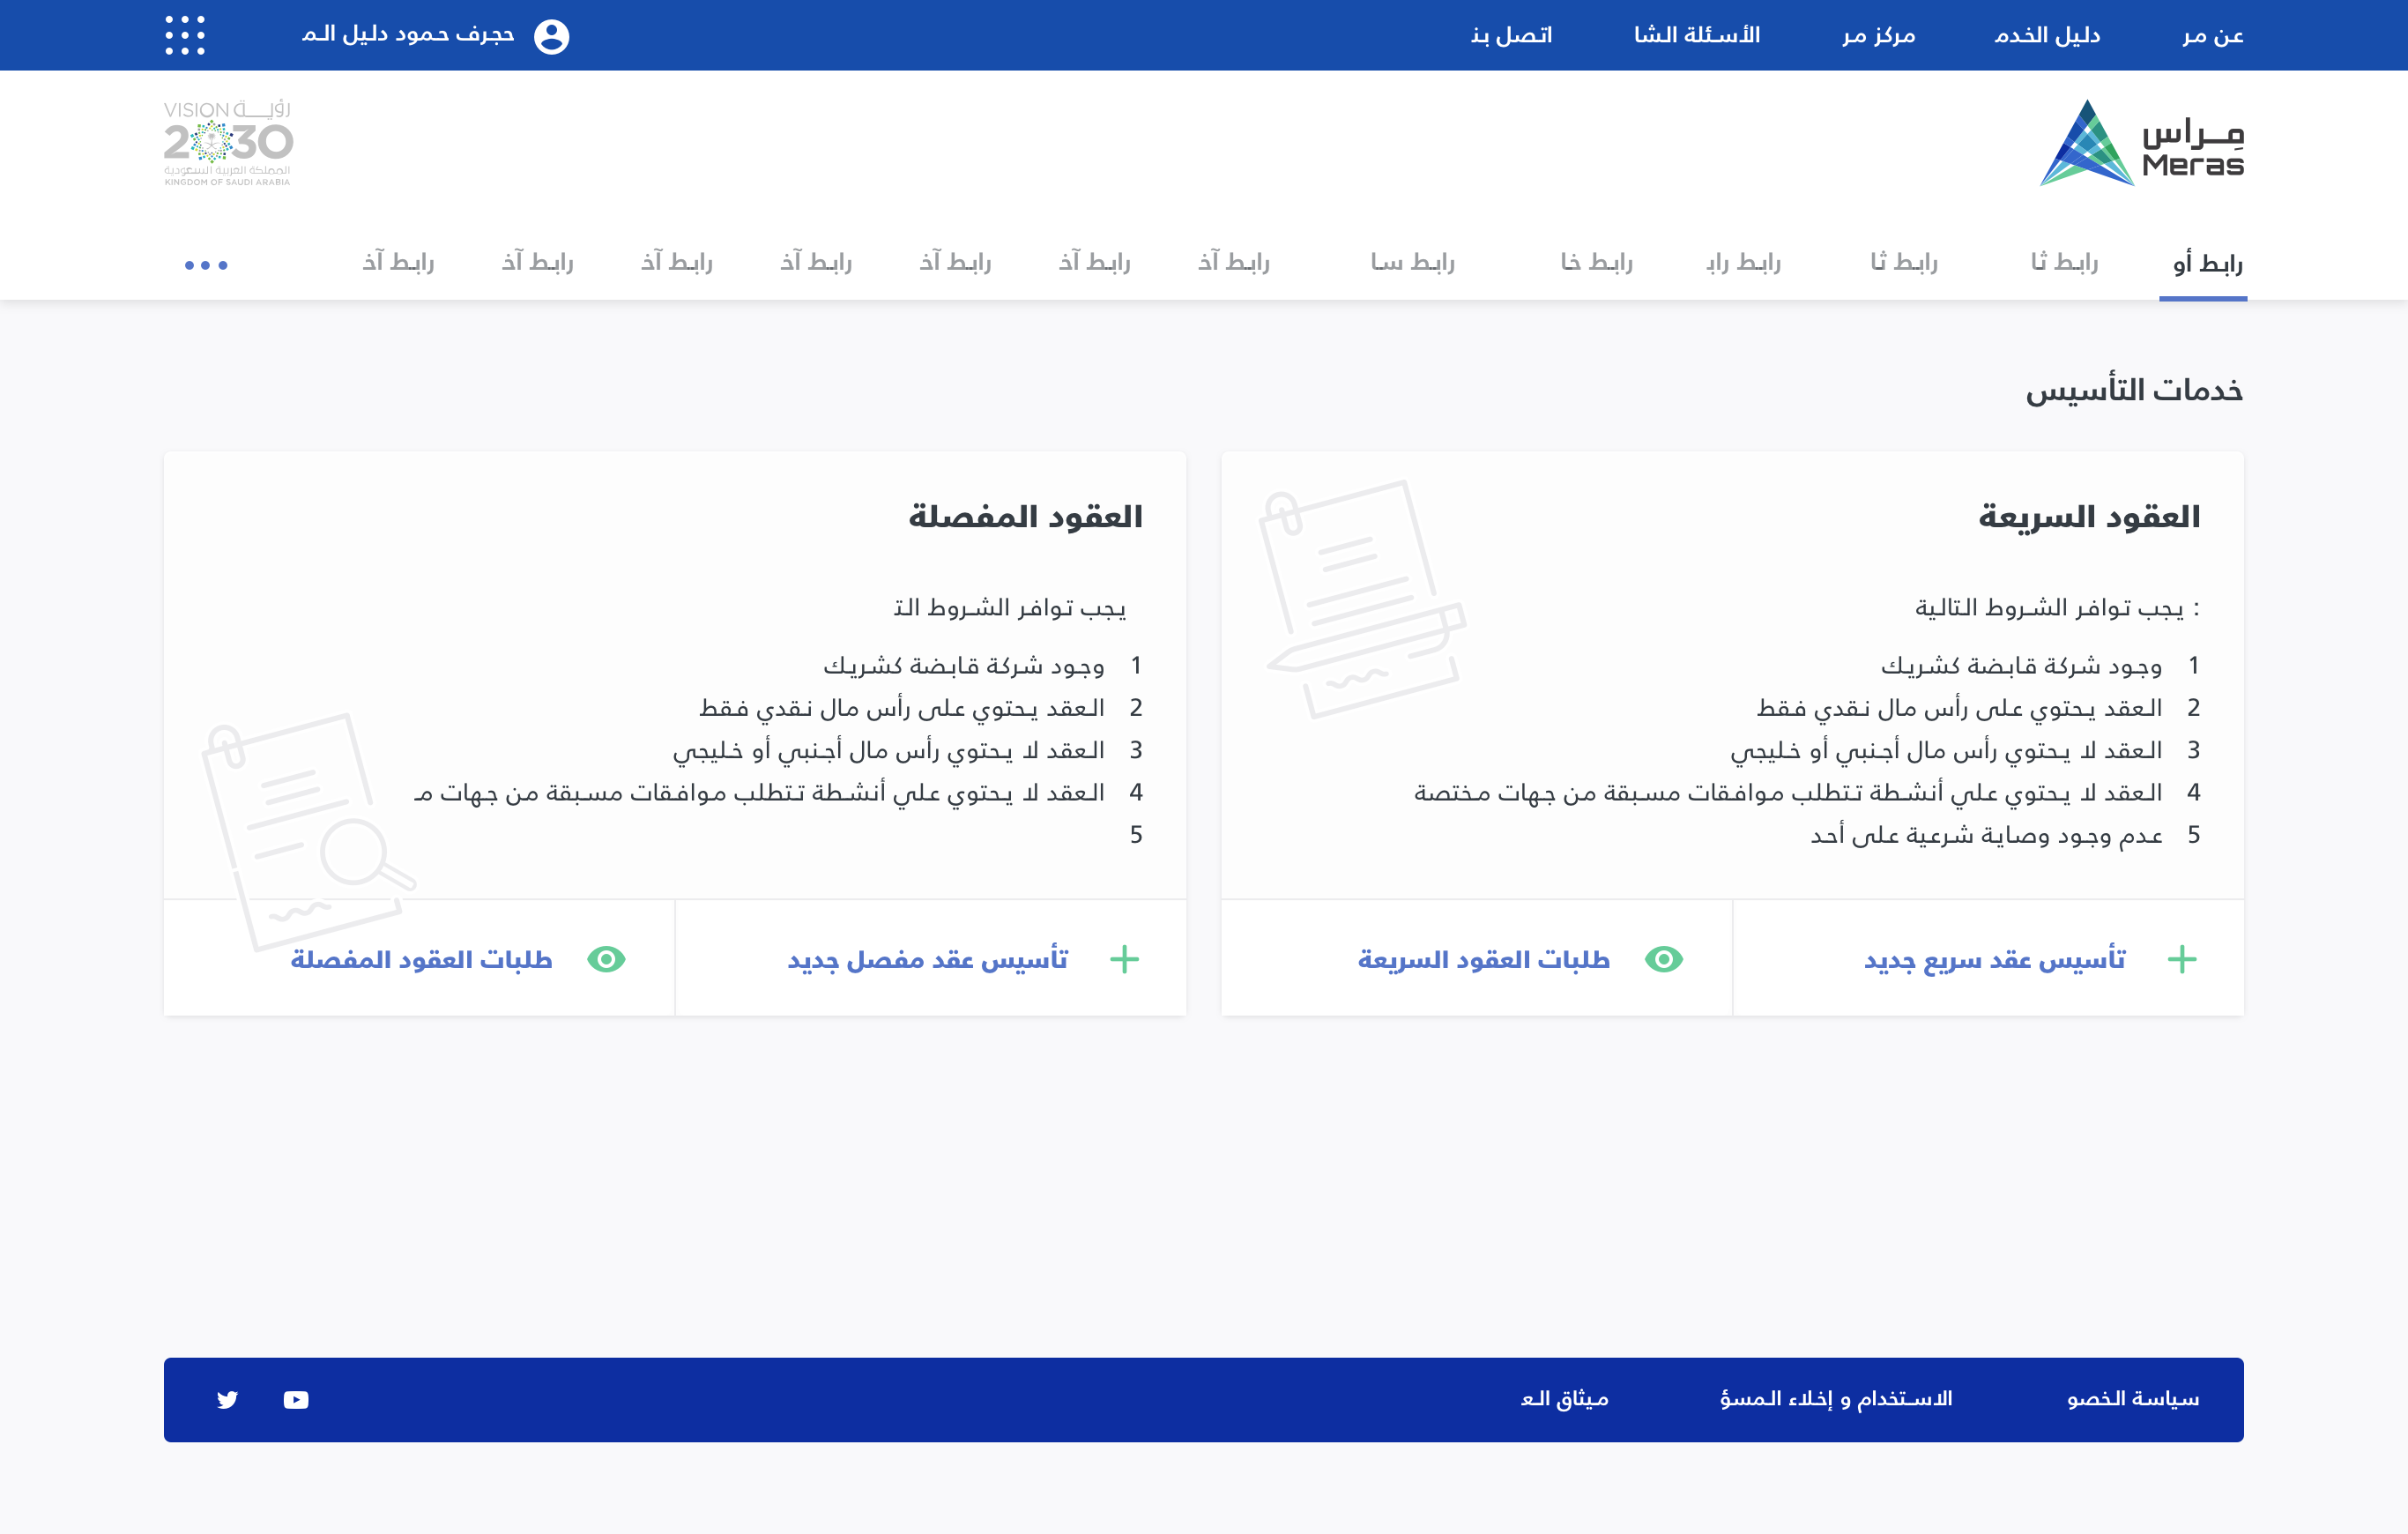 عن مر
دليل الخدم
مركز مر
الأسئلة الشا
اتصل بن
حجرف حمود دليل الم
مراس
Meras
VISION رؤيـــة
2030
المملكة العربية السعودية
KINGDOM OF SAUDI ARABIA
رابط أو
رابط ثا
رابط ثا
رابط راب
رابط خا
رابط سا
رابط آخ
رابط آخ
رابط آخ
رابط آخ
رابط آخ
رابط آخ
رابط آخ
خدمات التأسيس
العقود السريعة
يجب توافر الشروط التالية :
1 وجود شركة قابضة كشريك
2 العقد يحتوي على رأس مال نقدي فقط
3 العقد لا يحتوي رأس مال أجنبي أو خليجي
4 العقد لا يحتوي علي أنشطة تتطلب موافقات مسبقة من جهات مختصة
5 عدم وجود وصاية شرعية على أحد
تأسيس عقد سريع جديد
طلبات العقود السريعة
العقود المفصلة
يجب توافر الشروط الت
1 وجود شركة قابضة كشريك
2 العقد يحتوي على رأس مال نقدي فقط
3 العقد لا يحتوي رأس مال أجنبي أو خليجي
4 العقد لا يحتوي علي أنشطة تتطلب موافقات مسبقة من جهات م
5
تأسيس عقد مفصل جديد
طلبات العقود المفصلة
سياسة الخصو
الاستخدام و إخلاء المسؤ
ميثاق الع